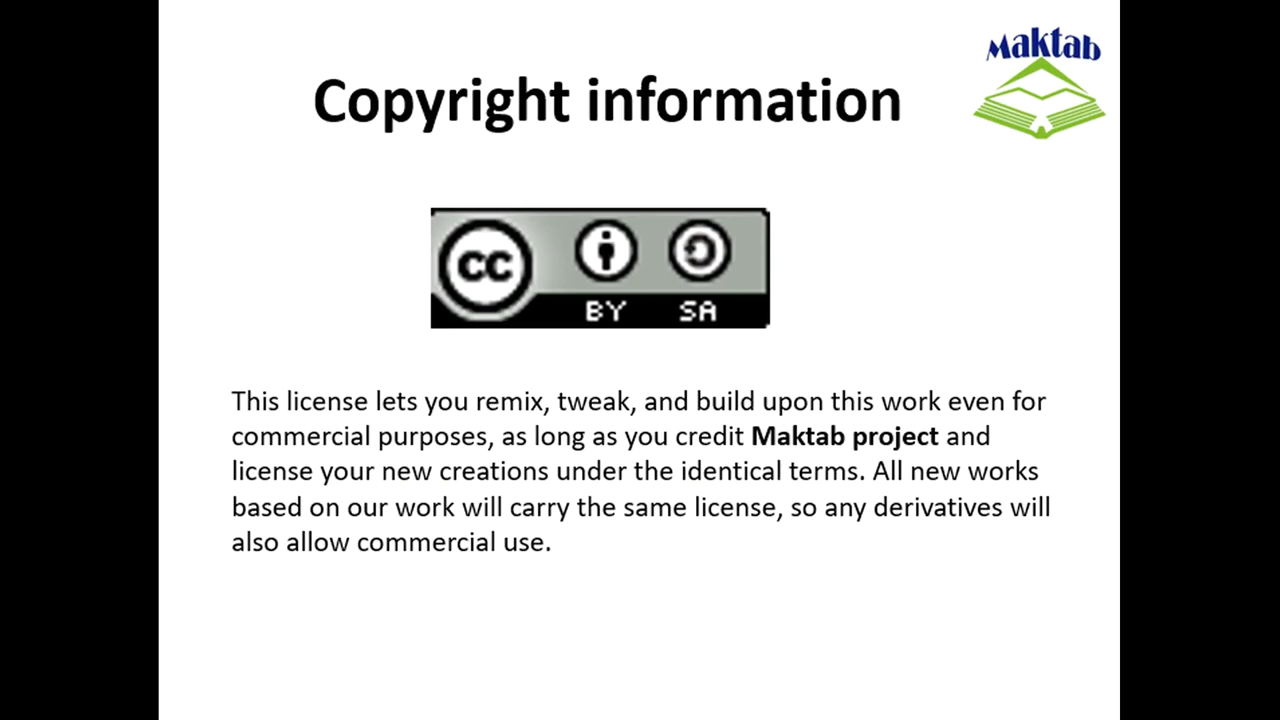 Maktab
Copyright information
CC
BY SA
This license lets you remix, tweak, and build upon this work even for
commercial purposes, as long as you credit Maktab project and
license your new creations under the identical terms. All new works
based on our work will carry the same license, so any derivatives will
also allow commercial use.